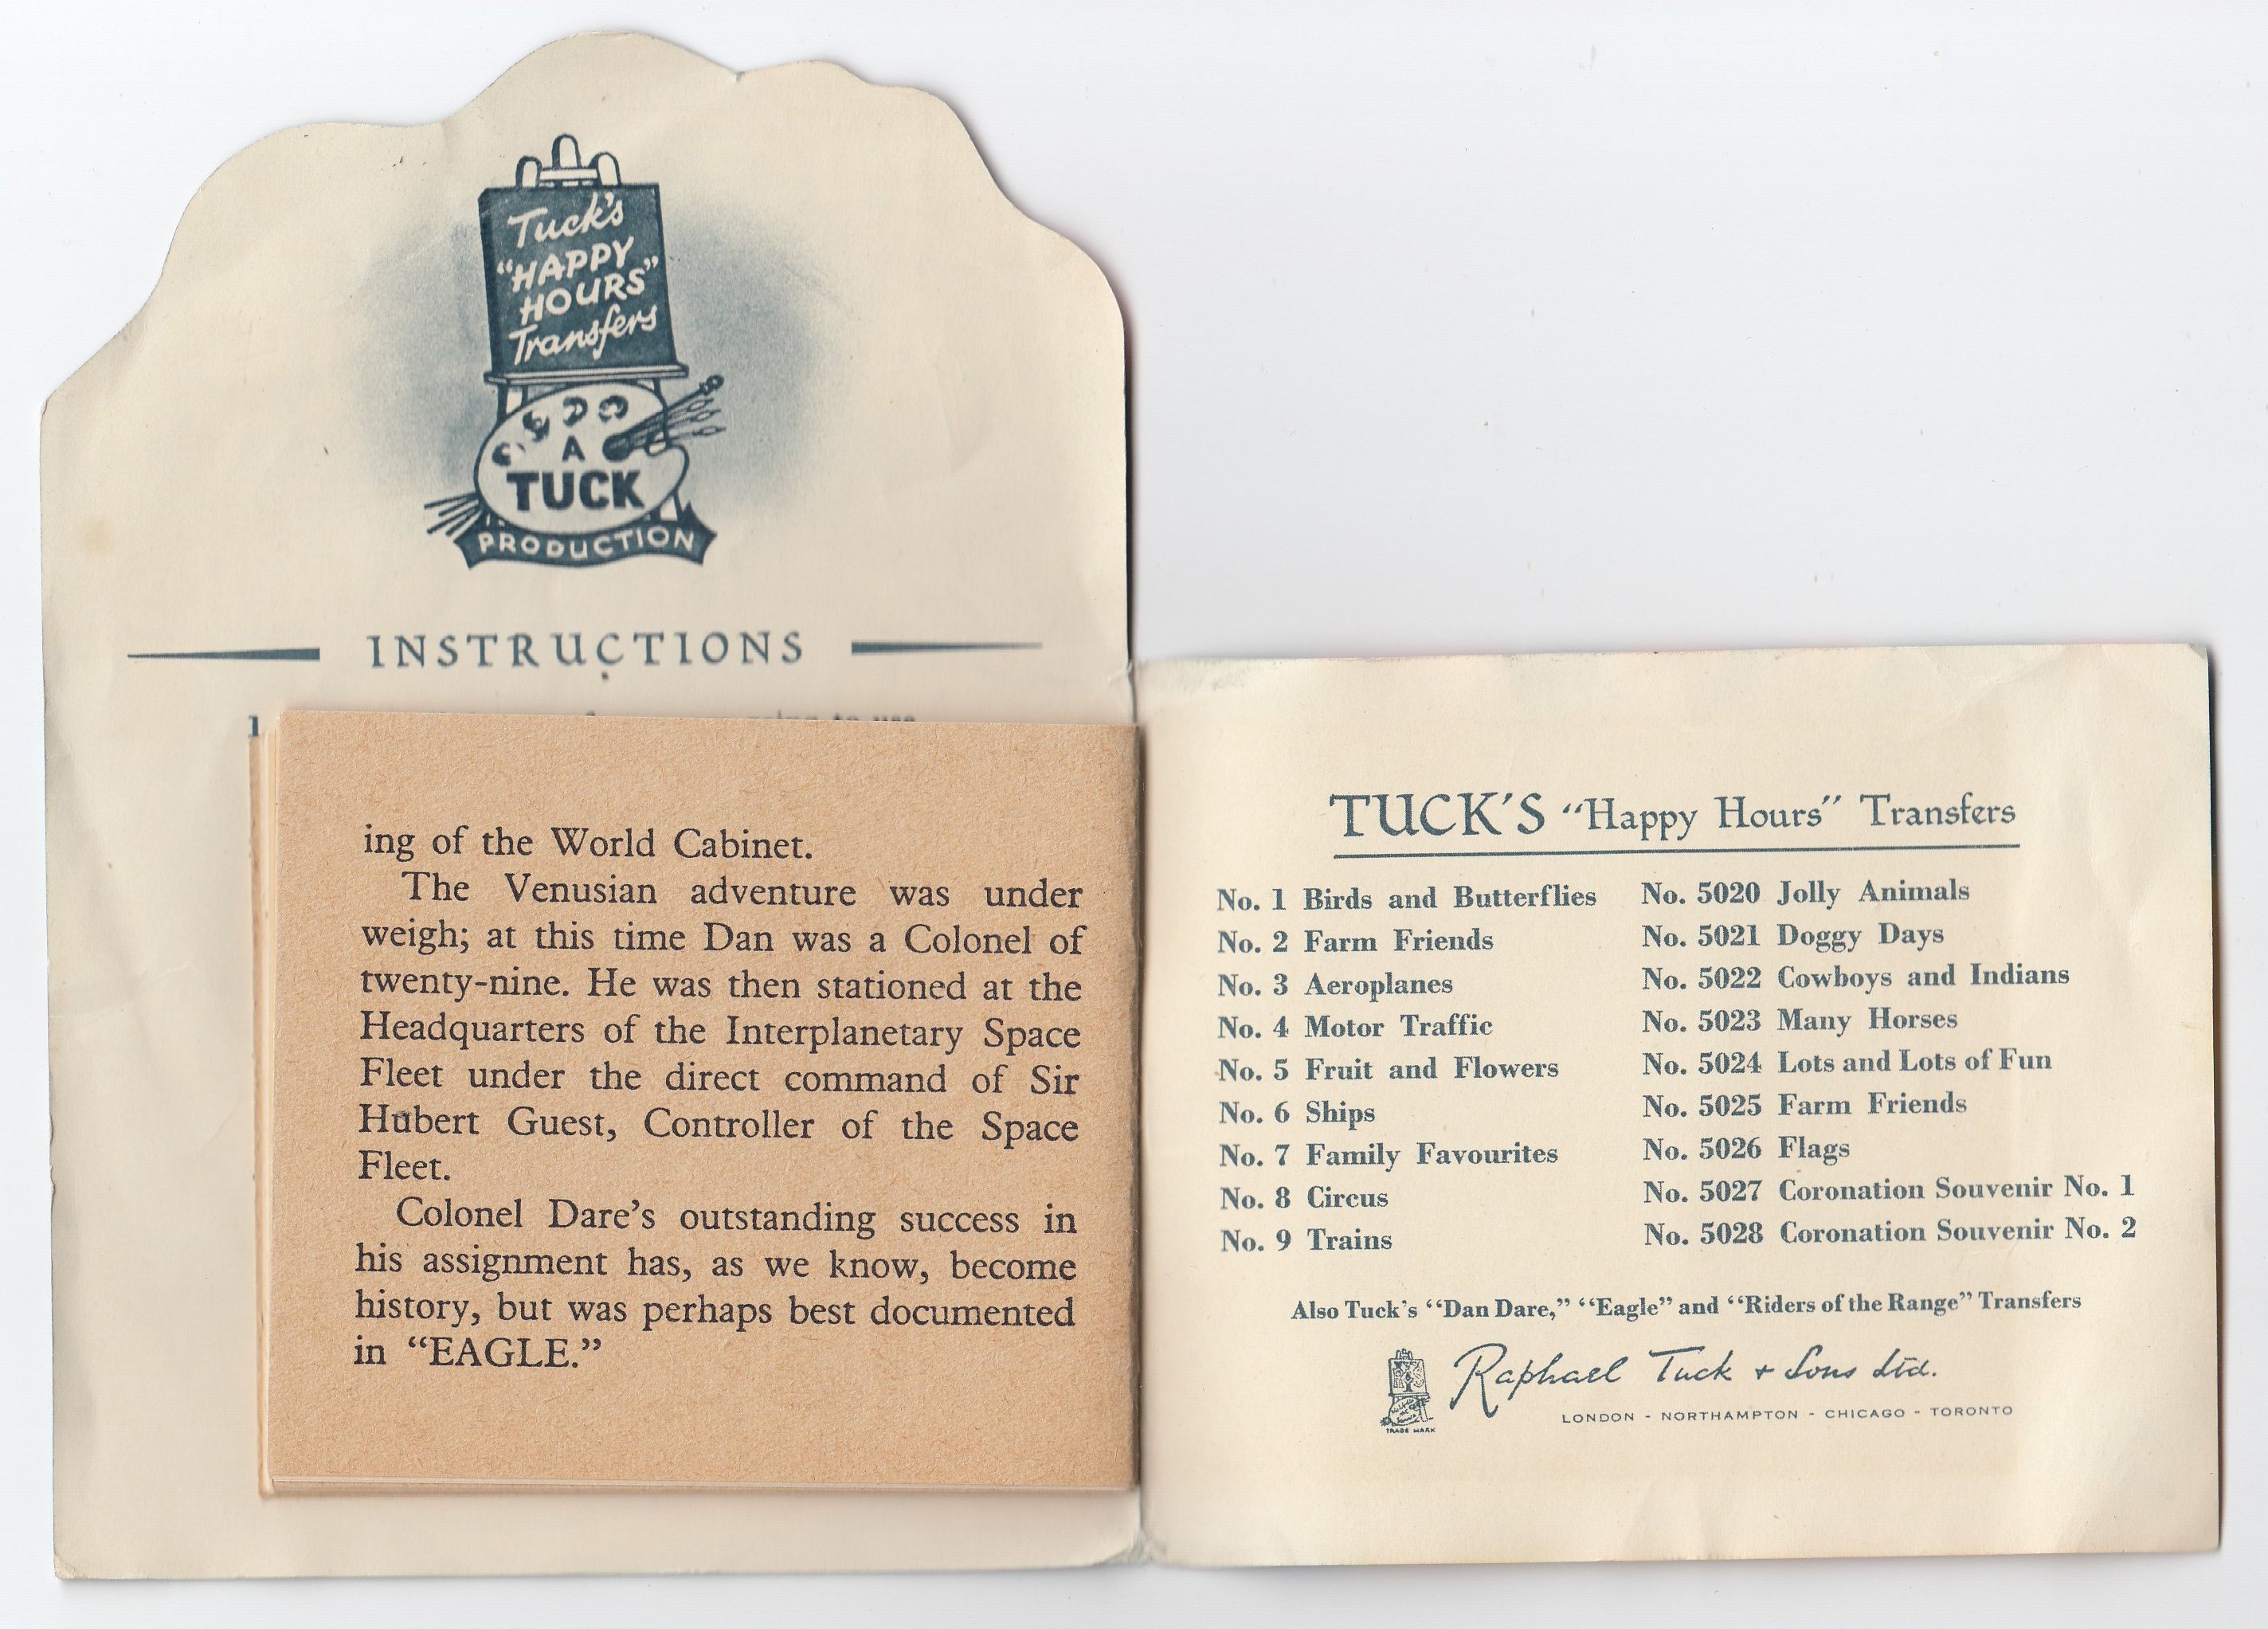 Tuck's
"HAPPY
HOURS"
Transfers
A
TUCK
PRODUCTION
INSTRUCTIONS
1
going to use
ing of the World Cabinet.
The Venusian adventure was under
weigh; at this time Dan was a Colonel of
twenty-nine. He was then stationed at the
Headquarters of the Interplanetary Space
Fleet under the direct command of Sir
Hubert Guest, Controller of the Space
Fleet.
Colonel Dare's outstanding success in
his assignment has, as we know, become
history, but was perhaps best documented
in "EAGLE."
TUCK'S "Happy Hours" Transfers
No. 1 Birds and Butterflies
No. 2 Farm Friends
No. 3 Aeroplanes
No. 4 Motor Traffic
No. 5 Fruit and Flowers
No. 6 Ships
No. 7 Family Favourites
No. 8 Circus
No. 9 Trains
No. 5020 Jolly Animals
No. 5021 Doggy Days
No. 5022 Cowboys and Indians
No. 5023 Many Horses
No. 5024 Lots and Lots of Fun
No. 5025 Farm Friends
No. 5026 Flags
No. 5027 Coronation Souvenir No. 1
No. 5028 Coronation Souvenir No. 2
Also Tuck's "Dan Dare," "Eagle" and "Riders of the Range" Transfers
Raphael Tuck + Sons Ltd.
LONDON - NORTHAMPTON - CHICAGO - TORONTO
TRADE MARK